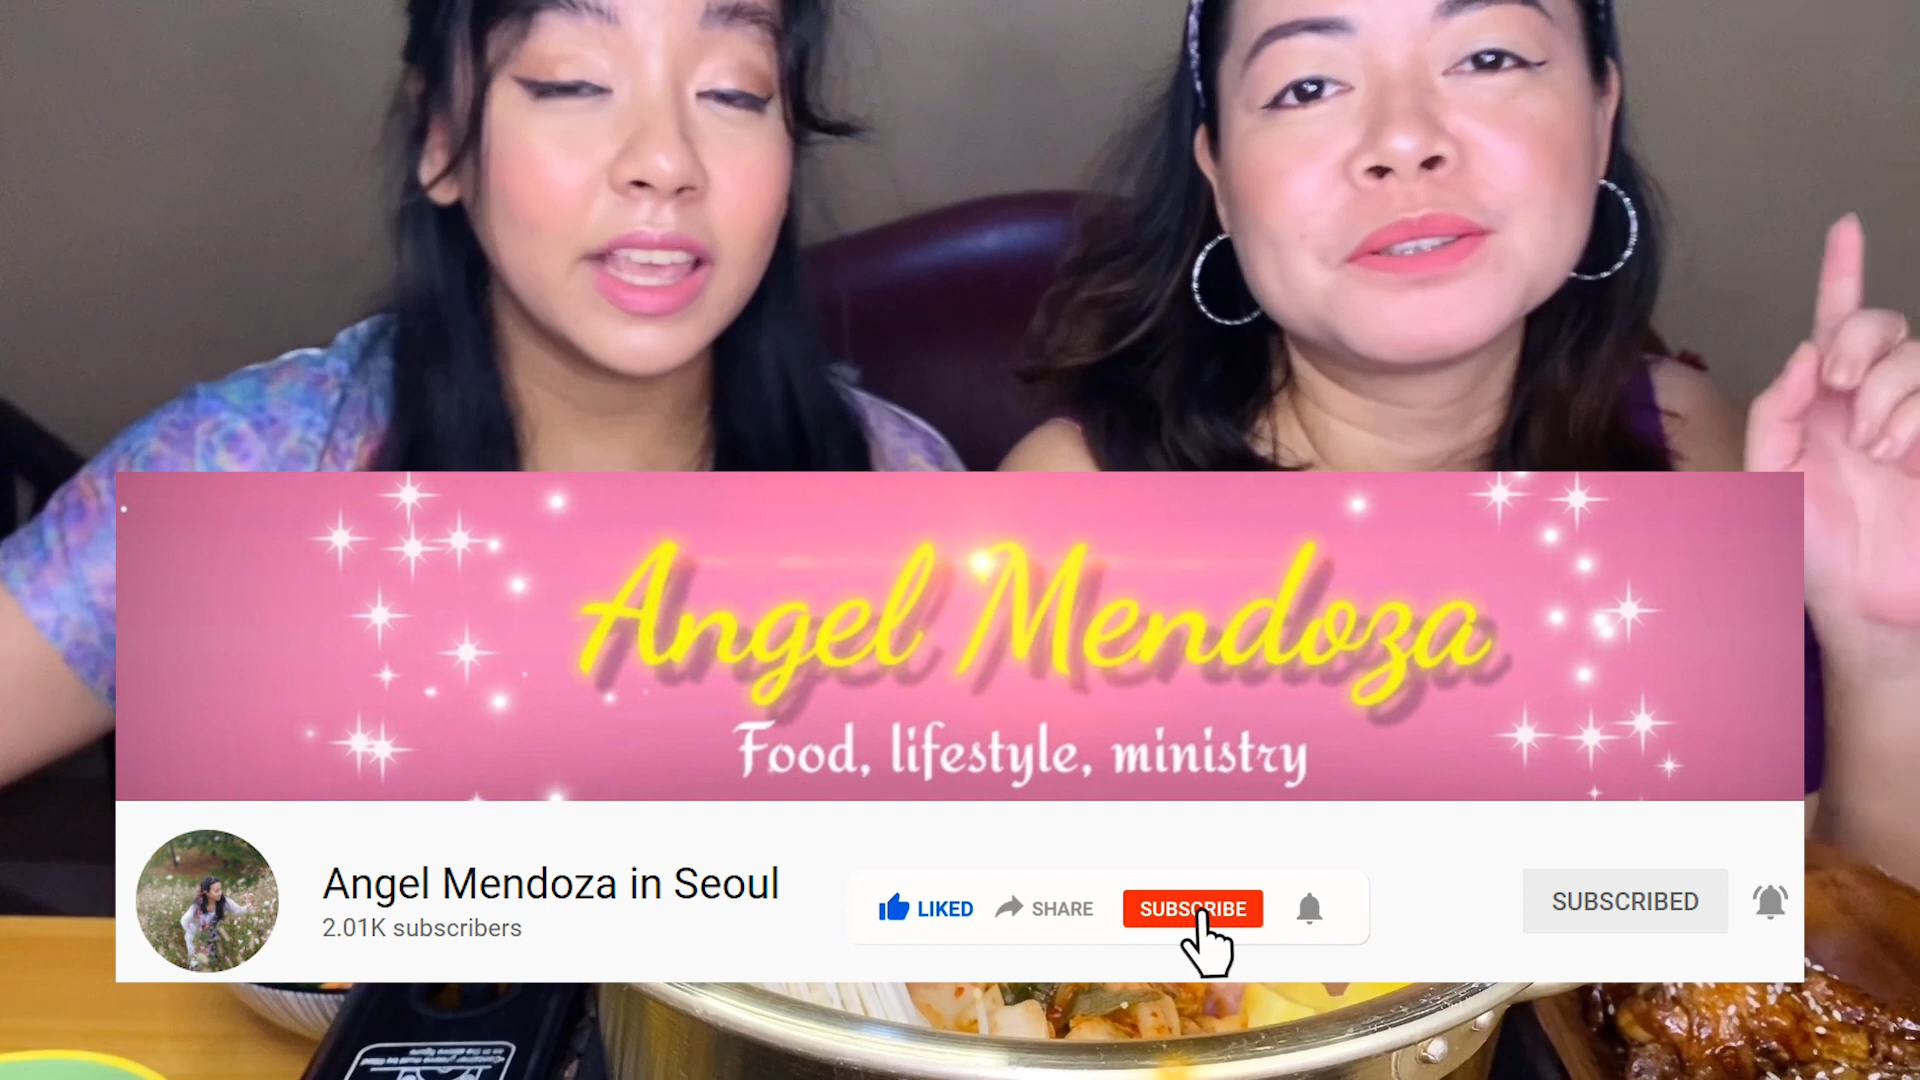 Angel Mendoza
Food, lifestyle, ministry
Angel Mendoza in Seoul
2.01K subscribers
LIKED
SHARE
SUBSCRIBE
SUBSCRIBED